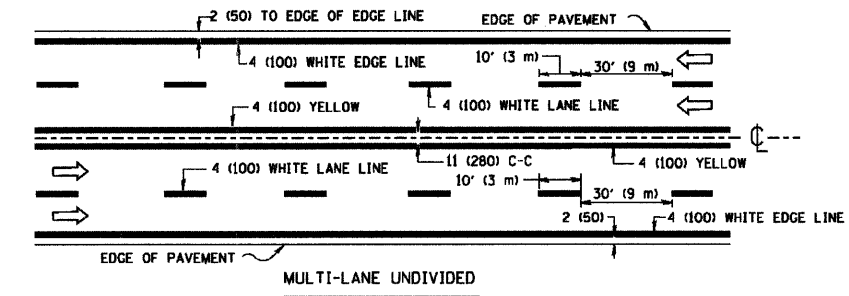 2 (50) TO EDGE OF EDGE LINE
EDGE OF PAVEMENT
4 (100) WHITE EDGE LINE
10' (3 m)
30' (9 m)
4 (100) YELLOW
4 (100) WHITE LANE LINE
℄
4 (100) WHITE LANE LINE
11 (280) C-C
4 (100) YELLOW
10' (3 m)
30' (9 m)
2 (50)
4 (100) WHITE EDGE LINE
EDGE OF PAVEMENT
MULTI-LANE UNDIVIDED